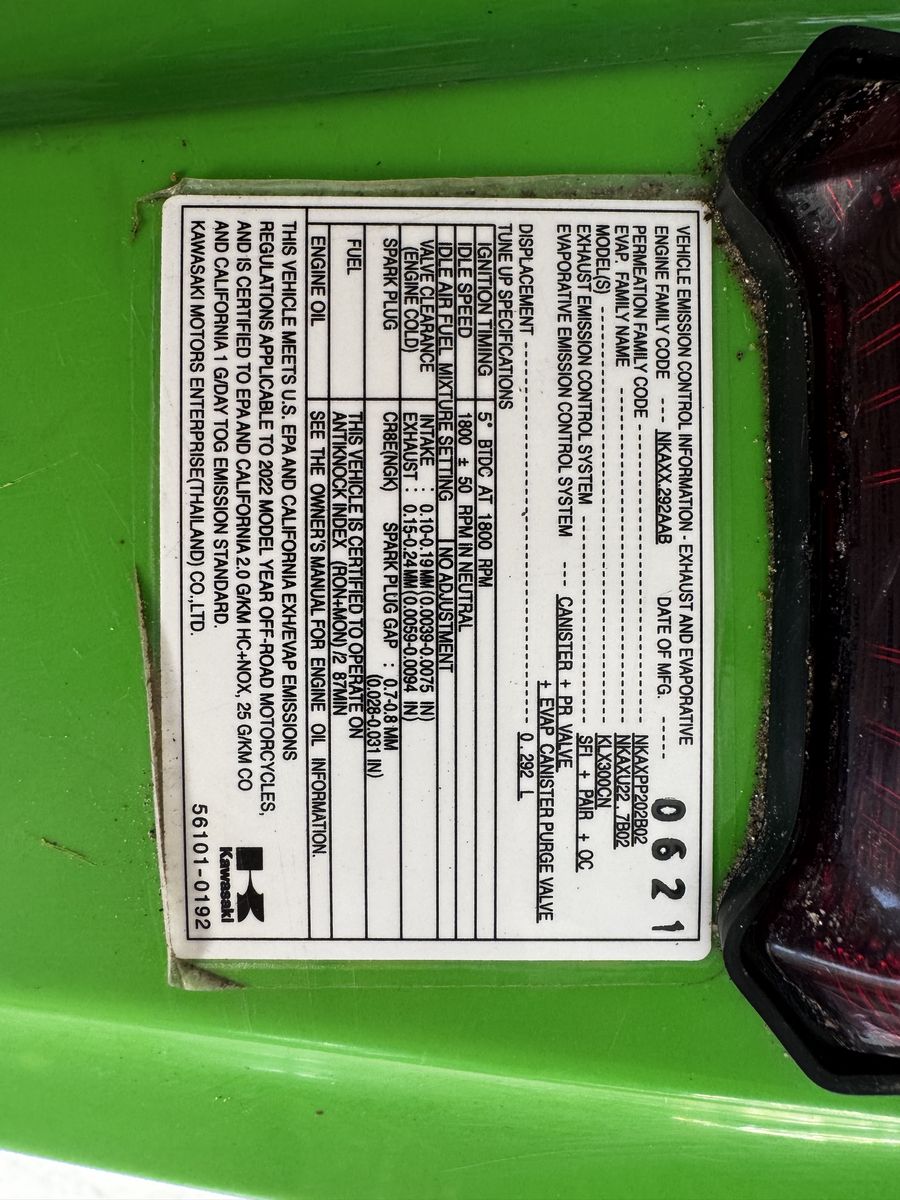 VEHICLE EMISSION CONTROL INFORMATION - EXHAUST AND EVAPORATIVE
ENGINE FAMILY CODE --- NKAXX.292AAB DATE OF MFG. ----- 0621
PERMEATION FAMILY CODE ------------------------------ NKAXPP202B02
EVAP. FAMILY NAME ------------------------------ NKAXU22.7B02
MODEL(S) ------------------------------ KLX300CN
EXHAUST EMISSION CONTROL SYSTEM -------------------- SFI + PAIR + OC
EVAPORATIVE EMISSION CONTROL SYSTEM --- CANISTER + PR VALVE
+ EVAP CANISTER PURGE VALVE
DISPLACEMENT ---------------------------------------- 0.292 L
TUNE UP SPECIFICATIONS
IGNITION TIMING 5° BTDC AT 1800 RPM
IDLE SPEED 1800 ± 50 RPM IN NEUTRAL
IDLE AIR FUEL MIXTURE SETTING NO ADJUSTMENT
VALVE CLEARANCE INTAKE : 0.10-0.19 MM (0.0039-0.0075 IN)
(ENGINE COLD) EXHAUST : 0.15-0.24 MM (0.0059-0.0094 IN)
SPARK PLUG CR8E(NGK) SPARK PLUG GAP : 0.7-0.8 MM
(0.028-0.031 IN)
FUEL THIS VEHICLE IS CERTIFIED TO OPERATE ON
ANTIKNOCK INDEX (RON+MON)/2 87MIN
ENGINE OIL SEE THE OWNER'S MANUAL FOR ENGINE OIL INFORMATION.
THIS VEHICLE MEETS U.S. EPA AND CALIFORNIA EXH/EVAP EMISSIONS
REGULATIONS APPLICABLE TO 2022 MODEL YEAR OFF-ROAD MOTORCYCLES,
AND IS CERTIFIED TO EPA AND CALIFORNIA 2.0 G/KM HC+NOX, 25 G/KM CO
AND CALIFORNIA 1 G/DAY TOG EMISSION STANDARD.
KAWASAKI MOTORS ENTERPRISE(THAILAND) CO.,LTD.
Kawasaki
56101-0192